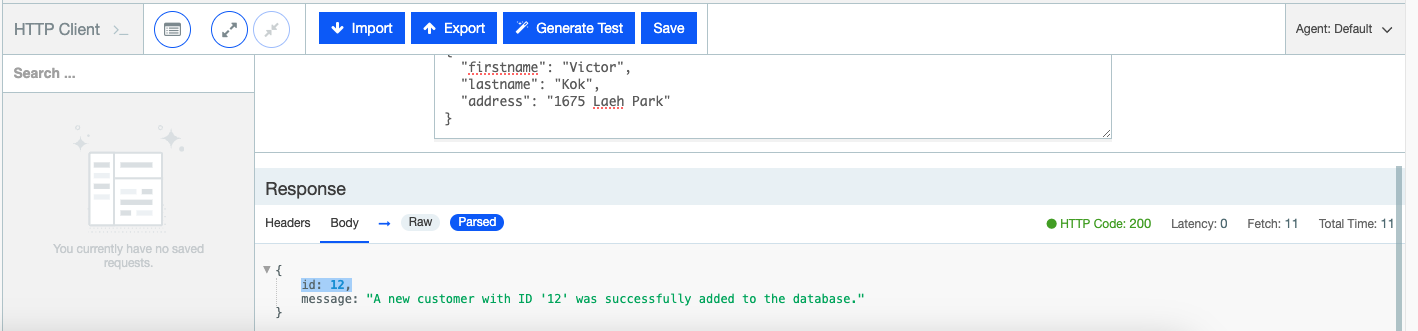 HTTP Client >_
Import
Export
Generate Test
Save
Agent: Default
Search ...
You currently have no saved
requests.
{
"firstname": "Victor",
"lastname": "Kok",
"address": "1675 Laeh Park"
}
Response
Headers Body → Raw Parsed
HTTP Code: 200 Latency: 0 Fetch: 11 Total Time: 11
{
id: 12,
message: "A new customer with ID '12' was successfully added to the database."
}